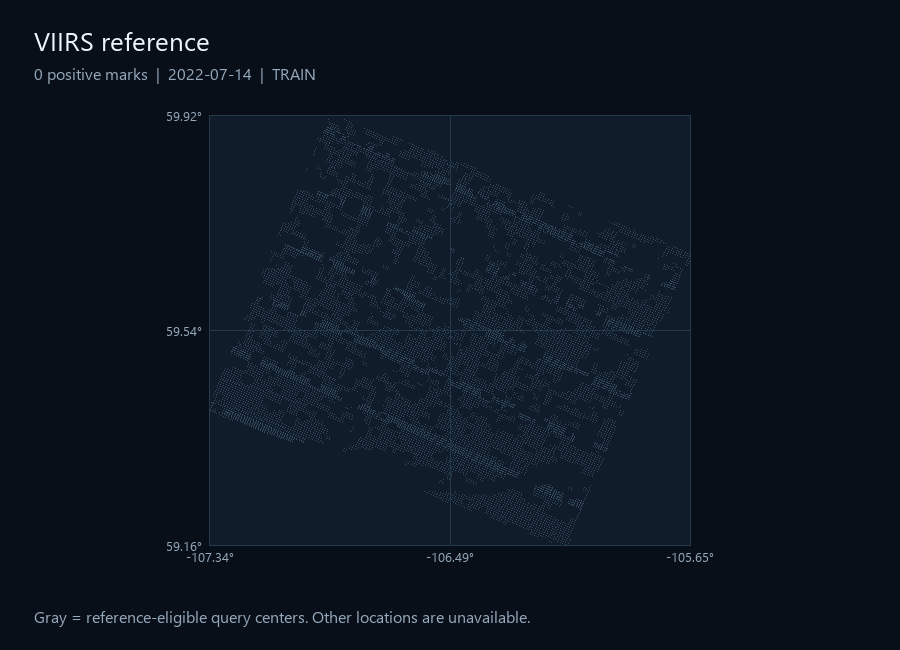 VIIRS reference
0 positive marks | 2022-07-14 | TRAIN
59.92°
59.54°
59.16°
-107.34°
-106.49°
-105.65°
Gray = reference-eligible query centers. Other locations are unavailable.